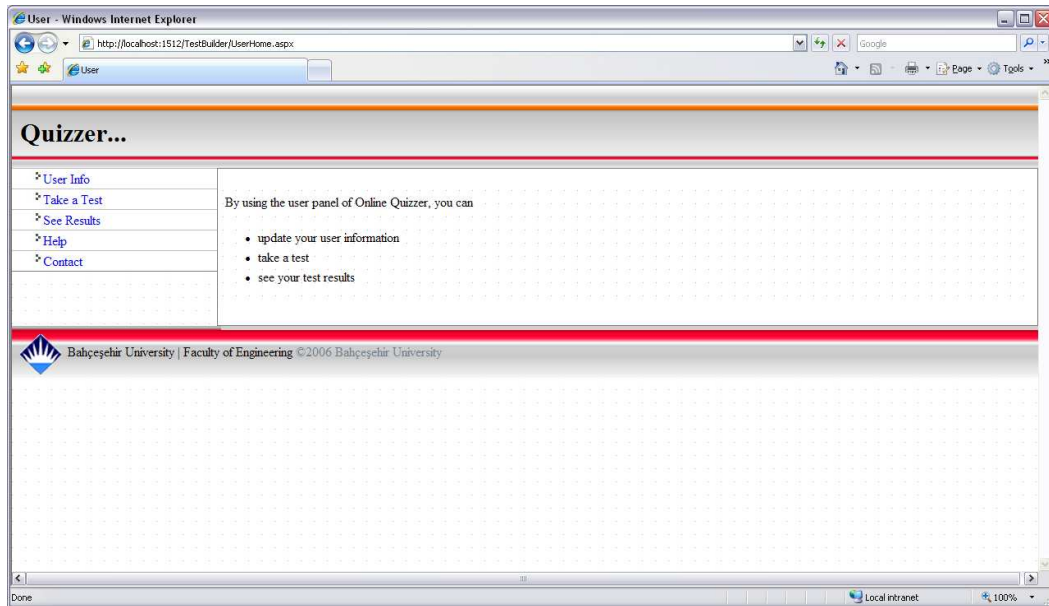 User - Windows Internet Explorer
http://localhost:1512/TestBuilder/UserHome.aspx
Google
User
Page
Tools
Quizzer...
User Info
Take a Test
See Results
Help
Contact
By using the user panel of Online Quizzer, you can
update your user information
take a test
see your test results
Bahçeşehir University | Faculty of Engineering ©2006 Bahçeşehir University
Done
Local intranet
100%